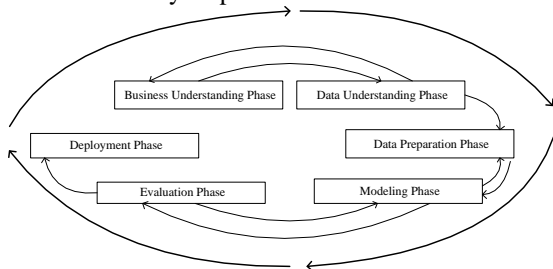 Business Understanding Phase
Data Understanding Phase
Deployment Phase
Data Preparation Phase
Evaluation Phase
Modeling Phase